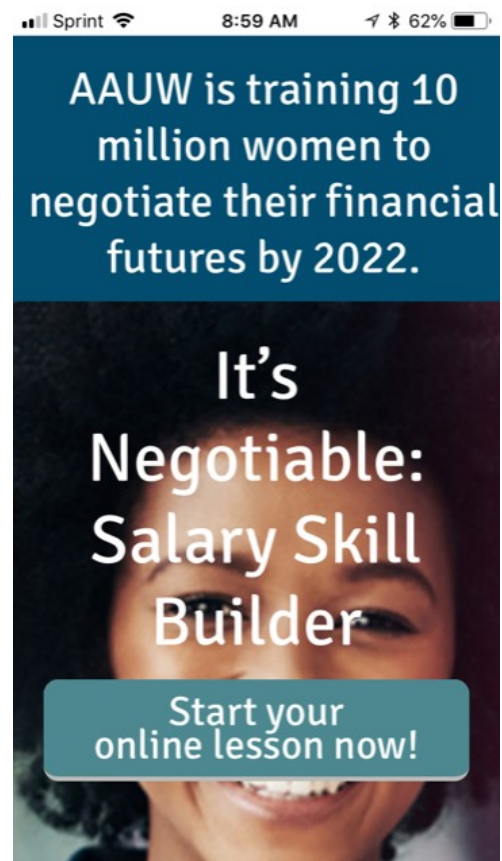 Sprint 8:59 AM 62%
AAUW is training 10
million women to
negotiate their financial
futures by 2022.
It’s
Negotiable:
Salary Skill
Builder
Start your
online lesson now!